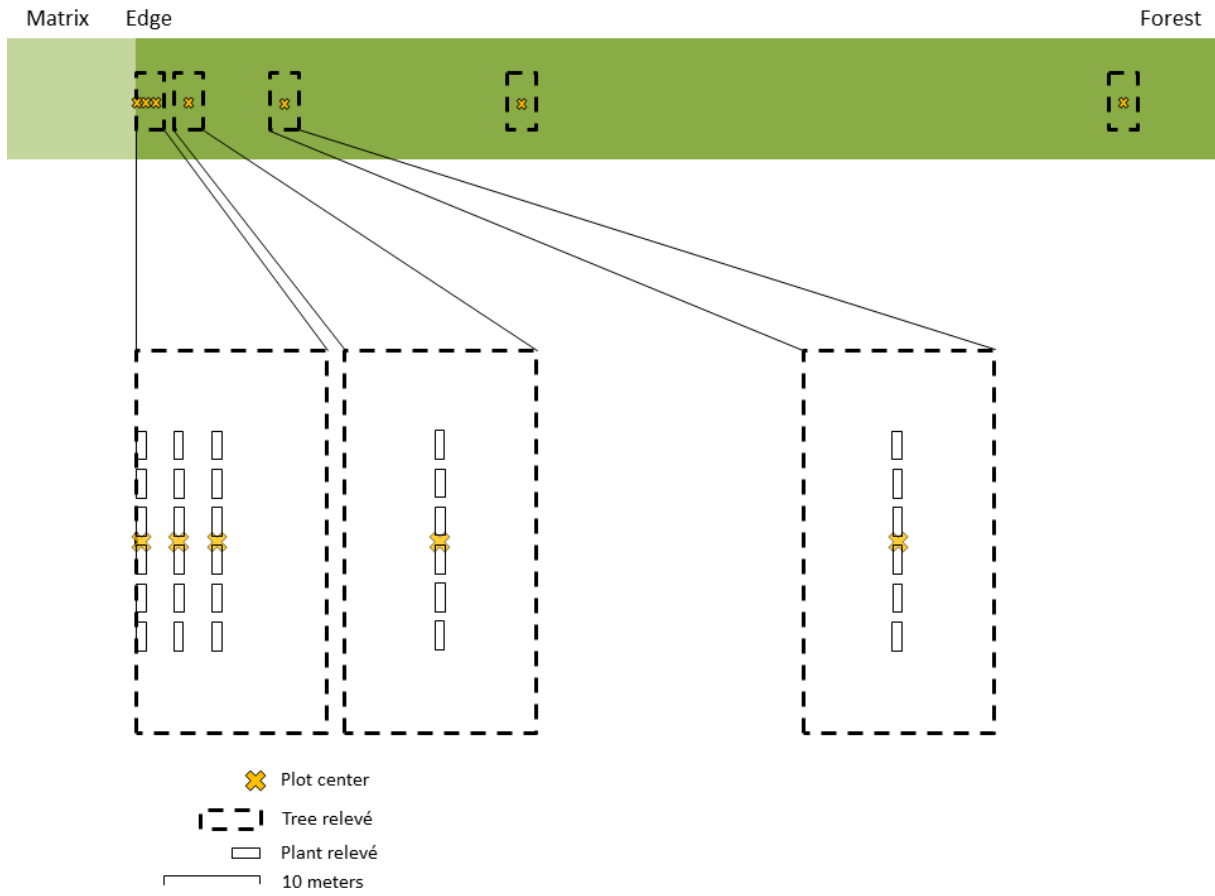 Matrix Edge Forest
Plot center
Tree relevé
Plant relevé
10 meters